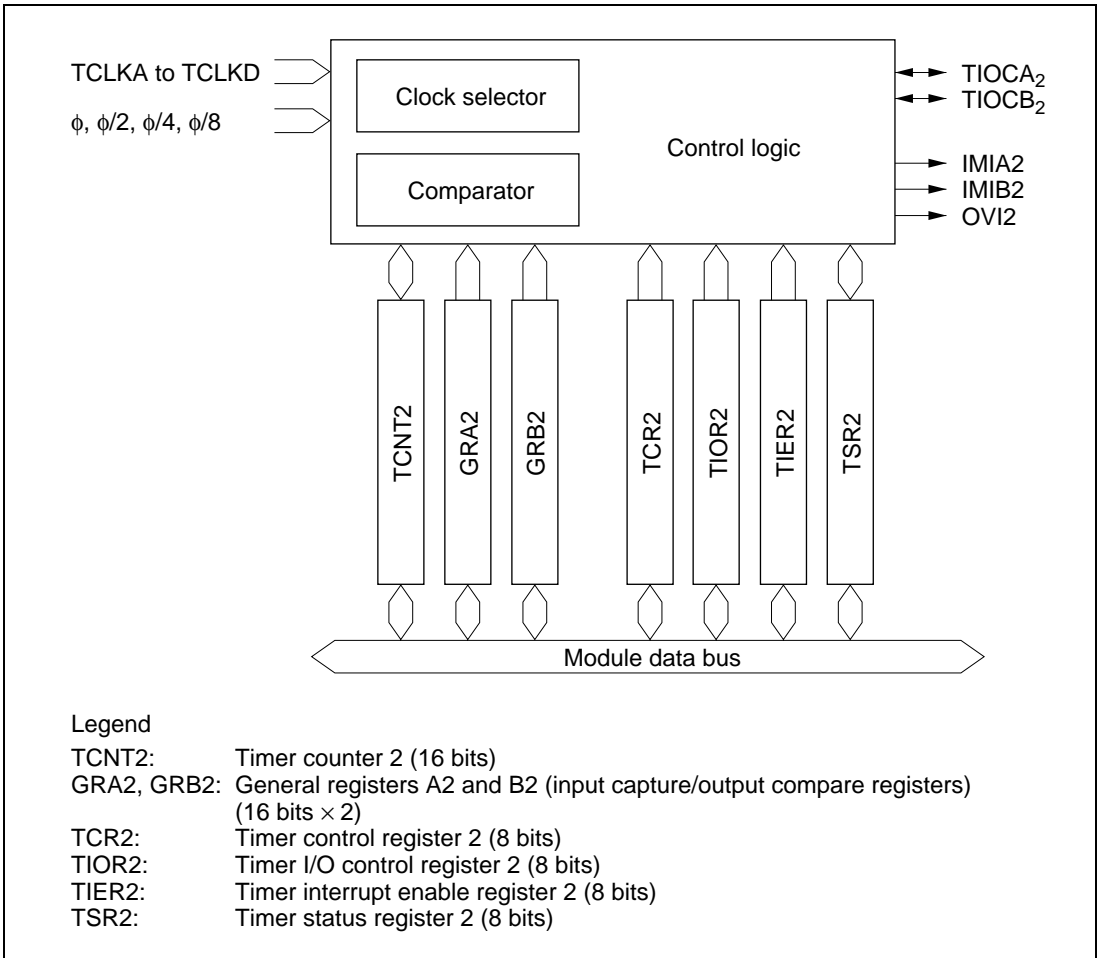 TCLKA to TCLKD
ϕ, ϕ/2, ϕ/4, ϕ/8
Clock selector
Comparator
Control logic
TIOCA₂
TIOCB₂
IMIA2
IMIB2
OVI2
TCNT2
GRA2
GRB2
TCR2
TIOR2
TIER2
TSR2
Module data bus
Legend
TCNT2: Timer counter 2 (16 bits)
GRA2, GRB2: General registers A2 and B2 (input capture/output compare registers)
(16 bits × 2)
TCR2: Timer control register 2 (8 bits)
TIOR2: Timer I/O control register 2 (8 bits)
TIER2: Timer interrupt enable register 2 (8 bits)
TSR2: Timer status register 2 (8 bits)